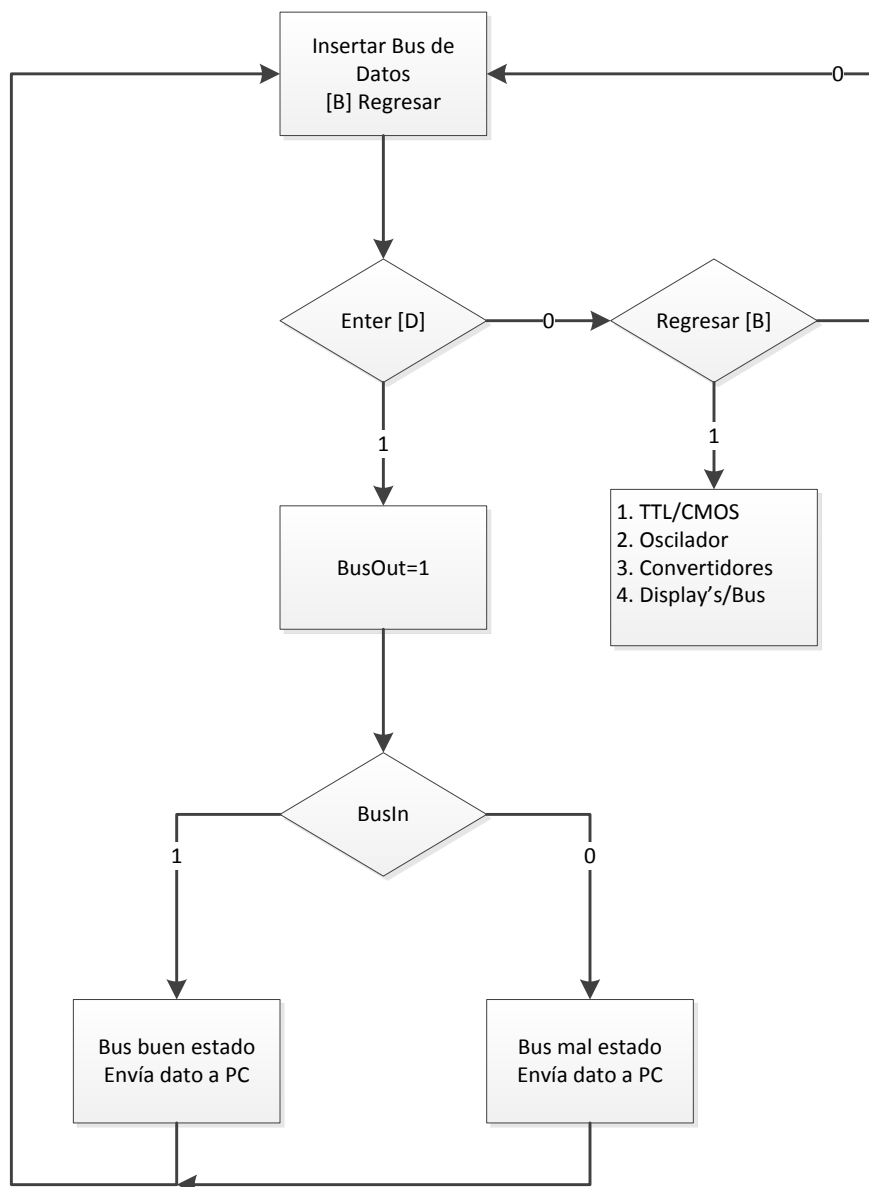 Insertar Bus de
Datos
[B] Regresar
0
Enter [D]
0
Regresar [B]
1
1
1. TTL/CMOS
2. Oscilador
3. Convertidores
4. Display’s/Bus
BusOut=1
BusIn
1
0
Bus buen estado
Envía dato a PC
Bus mal estado
Envía dato a PC